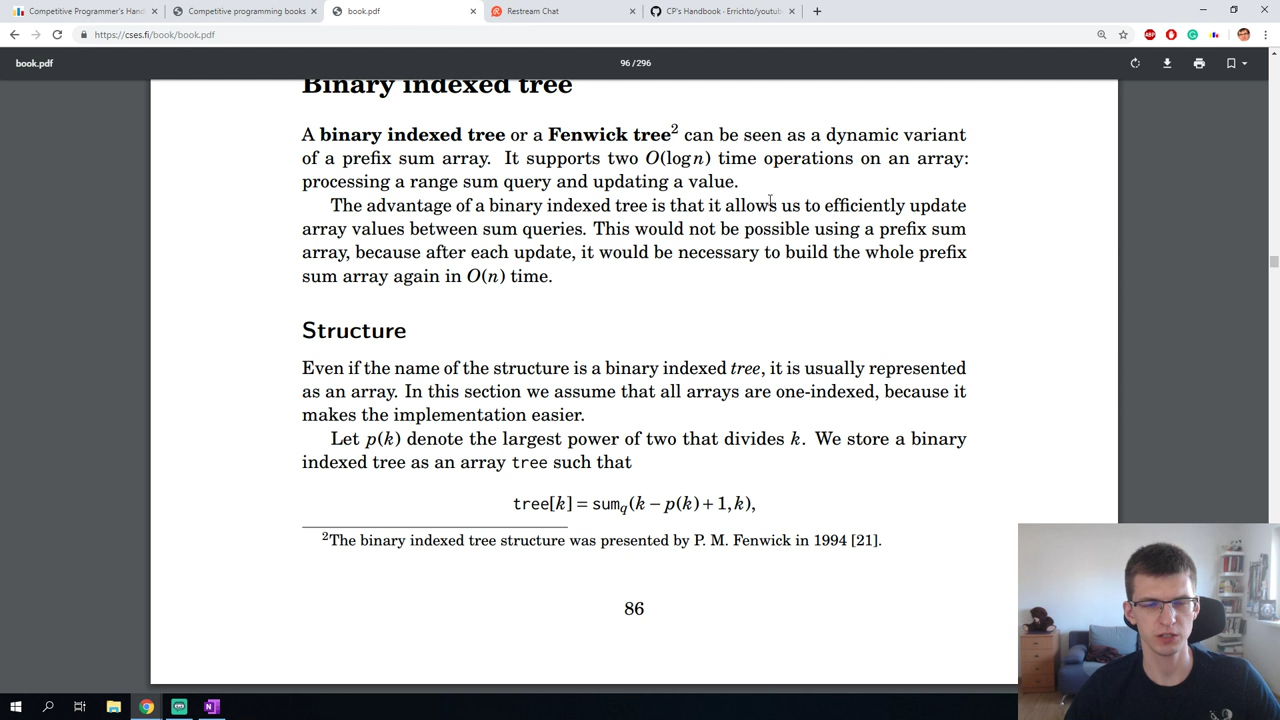 Competitive Programmer's Hand
Competitive programming books
book.pdf
Restream Chat
CP's Handbook · Errichto/youtub
https://cses.fi/book/book.pdf
book.pdf
96 / 296
Binary indexed tree
A binary indexed tree or a Fenwick tree2 can be seen as a dynamic variant
of a prefix sum array. It supports two O(log n) time operations on an array:
processing a range sum query and updating a value.
The advantage of a binary indexed tree is that it allows us to efficiently update
array values between sum queries. This would not be possible using a prefix sum
array, because after each update, it would be necessary to build the whole prefix
sum array again in O(n) time.
Structure
Even if the name of the structure is a binary indexed tree, it is usually represented
as an array. In this section we assume that all arrays are one-indexed, because it
makes the implementation easier.
Let p(k) denote the largest power of two that divides k. We store a binary
indexed tree as an array tree such that
tree[k] = sumq(k − p(k) + 1, k),
2The binary indexed tree structure was presented by P. M. Fenwick in 1994 [21].
86